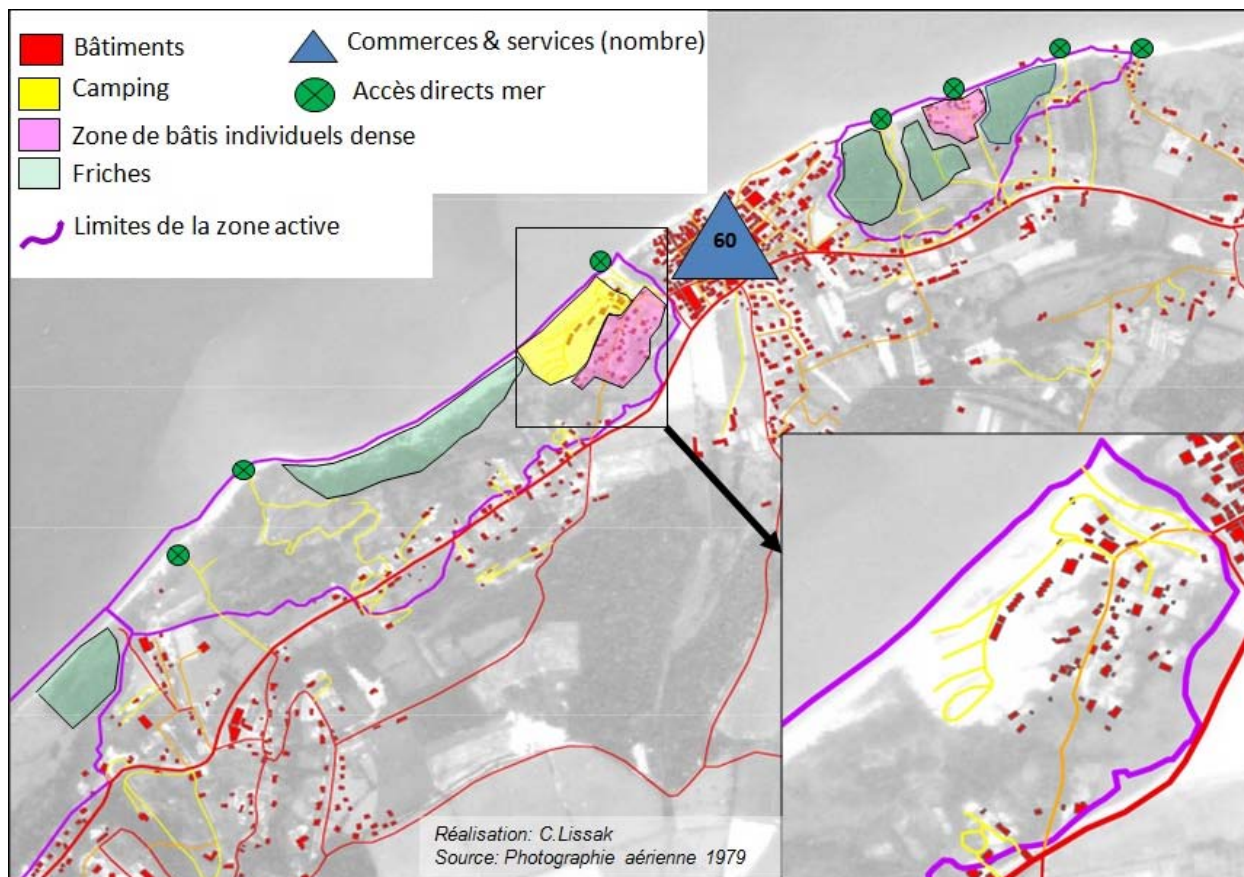 Bâtiments
Camping
Zone de bâtis individuels dense
Friches
Limites de la zone active
Commerces & services (nombre)
Accès directs mer
60
Réalisation: C.Lissak
Source: Photographie aérienne 1979